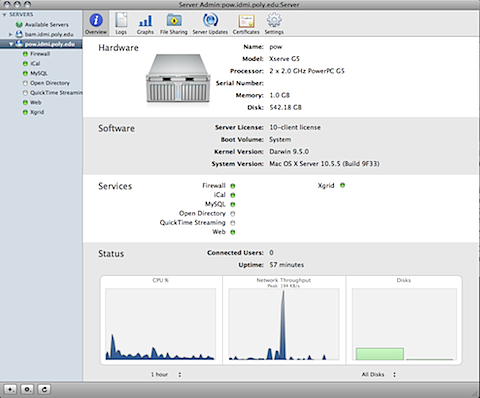 Server Admin:pow.idmi.poly.edu:Server
SERVERS
Available Servers
bam.idmi.poly.edu
pow.idmi.poly.edu
Firewall
iCal
MySQL
Open Directory
QuickTime Streaming
Web
Xgrid
Overview Logs Graphs File Sharing Server Updates Certificates Settings
Hardware
Name: pow
Model: Xserve G5
Processor: 2 x 2.0 GHz PowerPC G5
Serial Number:
Memory: 1.0 GB
Disk: 542.18 GB
Software
Server License: 10-client license
Boot Volume: System
Kernel Version: Darwin 9.5.0
System Version: Mac OS X Server 10.5.5 (Build 9F33)
Services
Firewall Xgrid
iCal
MySQL
Open Directory
QuickTime Streaming
Web
Status
Connected Users: 0
Uptime: 57 minutes
CPU % Network Throughput Disks
Peak: 194 KB/s
1 hour All Disks